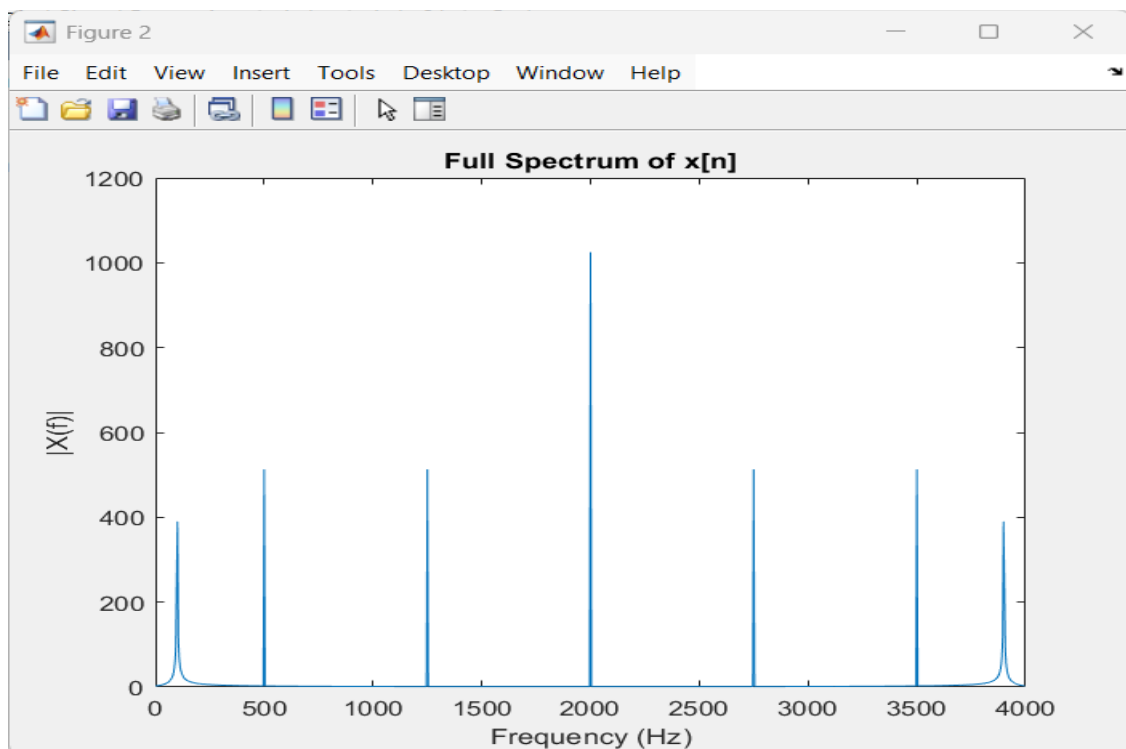 Figure 2
File Edit View Insert Tools Desktop Window Help
Full Spectrum of x[n]
1200
1000
800
600
400
200
0
|X(f)|
0 500 1000 1500 2000 2500 3000 3500 4000
Frequency (Hz)